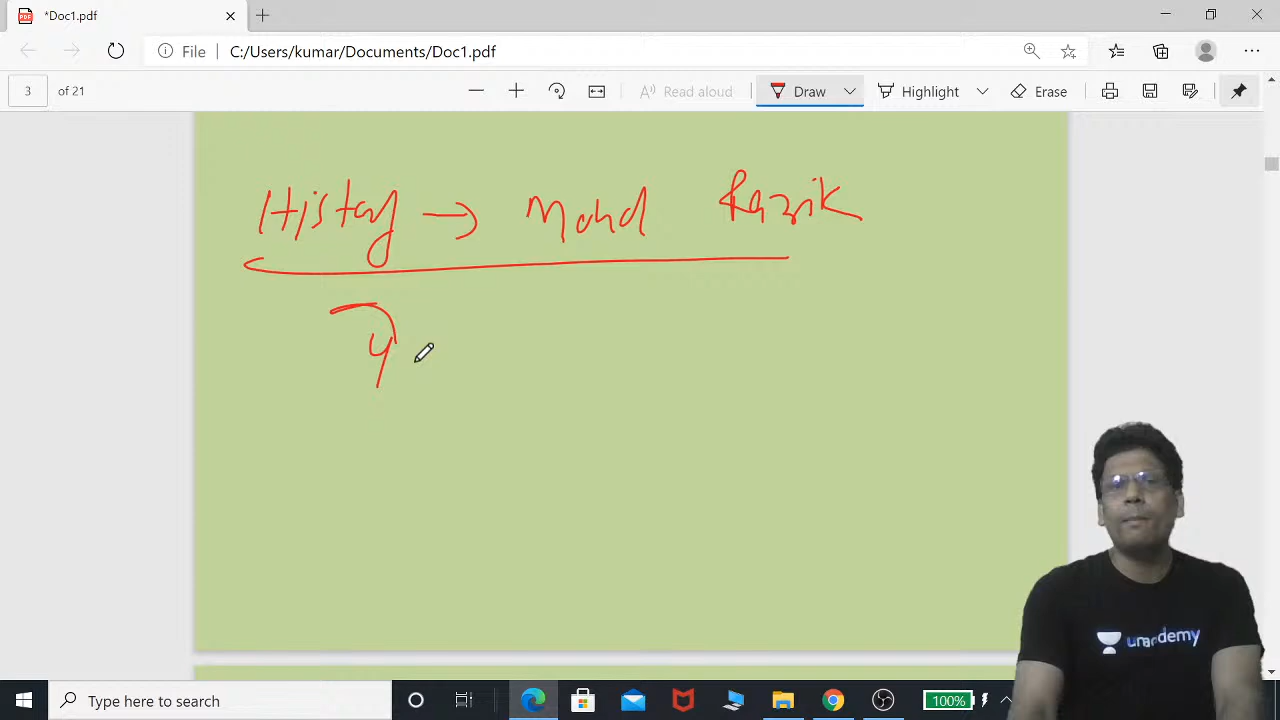 *Doc1.pdf
File C:/Users/kumar/Documents/Doc1.pdf
3 of 21 Read aloud Draw Highlight Erase
History → Mohd Razik
4
unacademy
Type here to search 100%